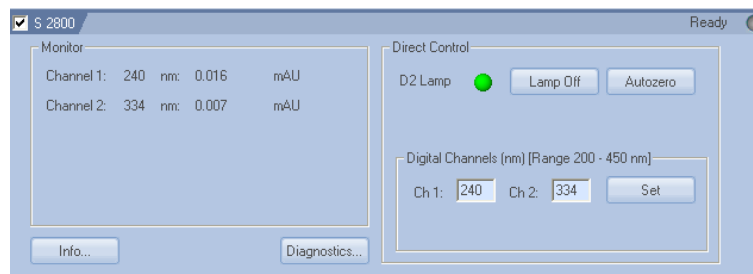 S 2800
Ready
Monitor
Channel 1: 240 nm: 0.016 mAU
Channel 2: 334 nm: 0.007 mAU
Info...
Diagnostics...
Direct Control
D2 Lamp Lamp Off Autozero
Digital Channels (nm) [Range 200 - 450 nm]
Ch 1: 240 Ch 2: 334 Set